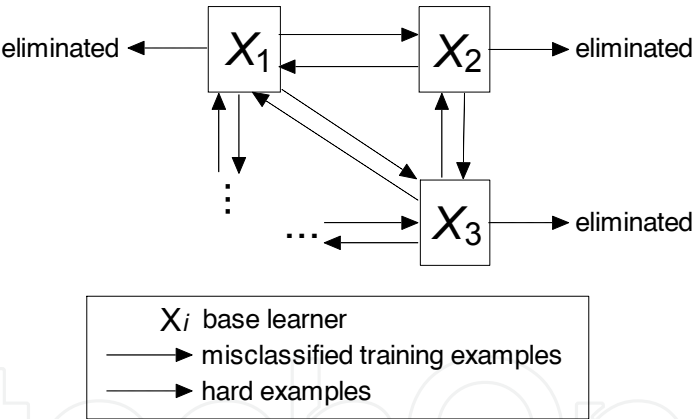 eliminated X1 X2 eliminated
⋮
... X3 eliminated
Xi base learner
misclassified training examples
hard examples